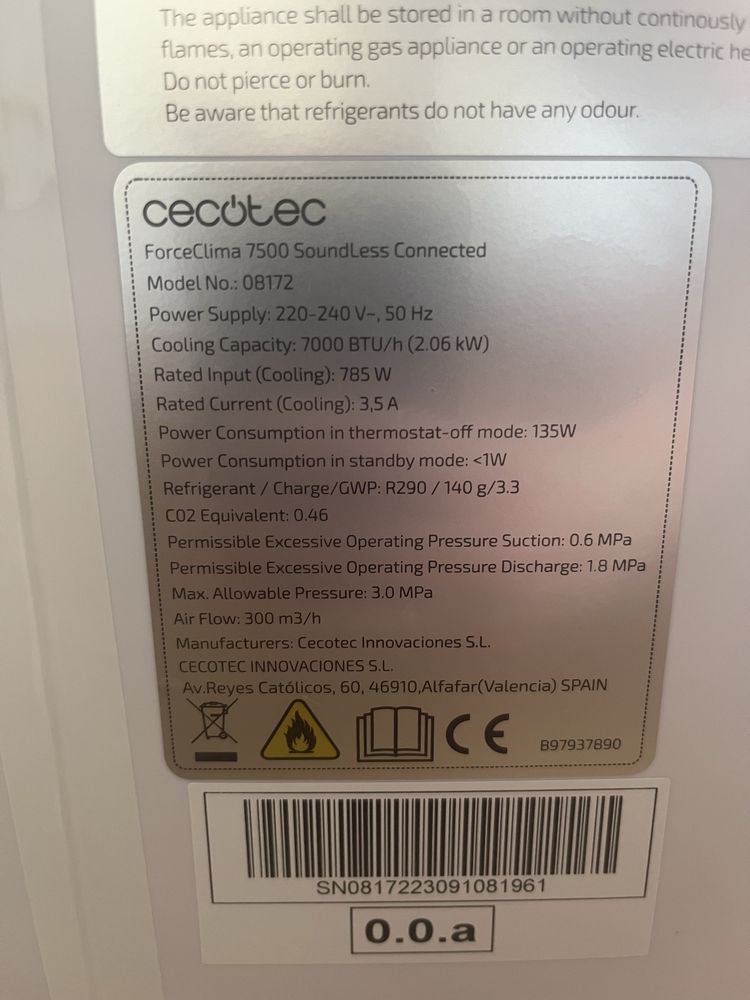 The appliance shall be stored in a room without continously
flames, an operating gas appliance or an operating electric he
Do not pierce or burn.
Be aware that refrigerants do not have any odour.
cecotec
ForceClima 7500 SoundLess Connected
Model No.: 08172
Power Supply: 220-240 V~, 50 Hz
Cooling Capacity: 7000 BTU/h (2.06 kW)
Rated Input (Cooling): 785 W
Rated Current (Cooling): 3,5 A
Power Consumption in thermostat-off mode: 135W
Power Consumption in standby mode: <1W
Refrigerant / Charge/GWP: R290 / 140 g/3.3
CO2 Equivalent: 0.46
Permissible Excessive Operating Pressure Suction: 0.6 MPa
Permissible Excessive Operating Pressure Discharge: 1.8 MPa
Max. Allowable Pressure: 3.0 MPa
Air Flow: 300 m3/h
Manufacturers: Cecotec Innovaciones S.L.
CECOTEC INNOVACIONES S.L.
Av.Reyes Católicos, 60, 46910,Alfafar(Valencia) SPAIN
CE B97937890
SN0817223091081961
0.0.a